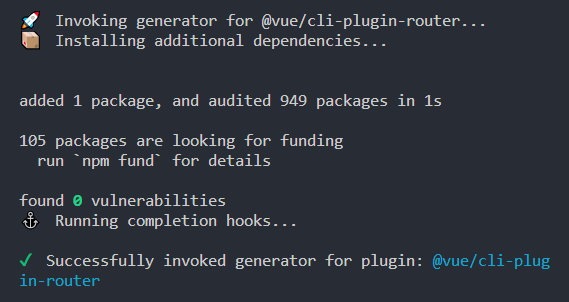 🚀 Invoking generator for @vue/cli-plugin-router...
📦 Installing additional dependencies...
added 1 package, and audited 949 packages in 1s
105 packages are looking for funding
run `npm fund` for details
found 0 vulnerabilities
⚓ Running completion hooks...
✔ Successfully invoked generator for plugin: @vue/cli-plug
in-router